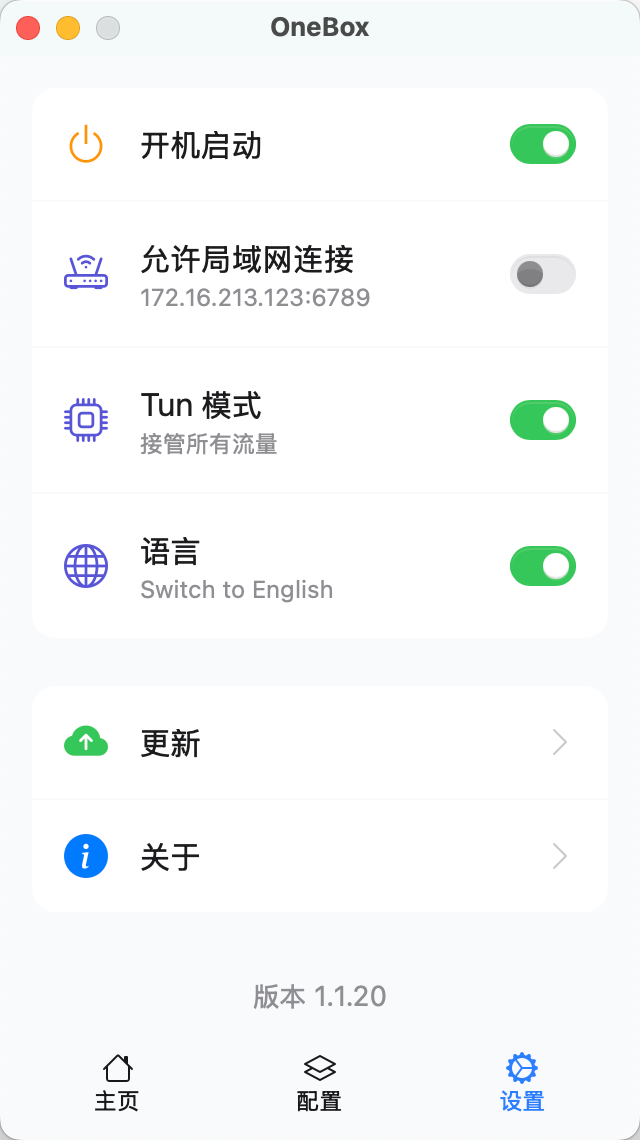 OneBox
开机启动
允许局域网连接
172.16.213.123:6789
Tun 模式
接管所有流量
语言
Switch to English
更新
关于
版本 1.1.20
主页
配置
设置